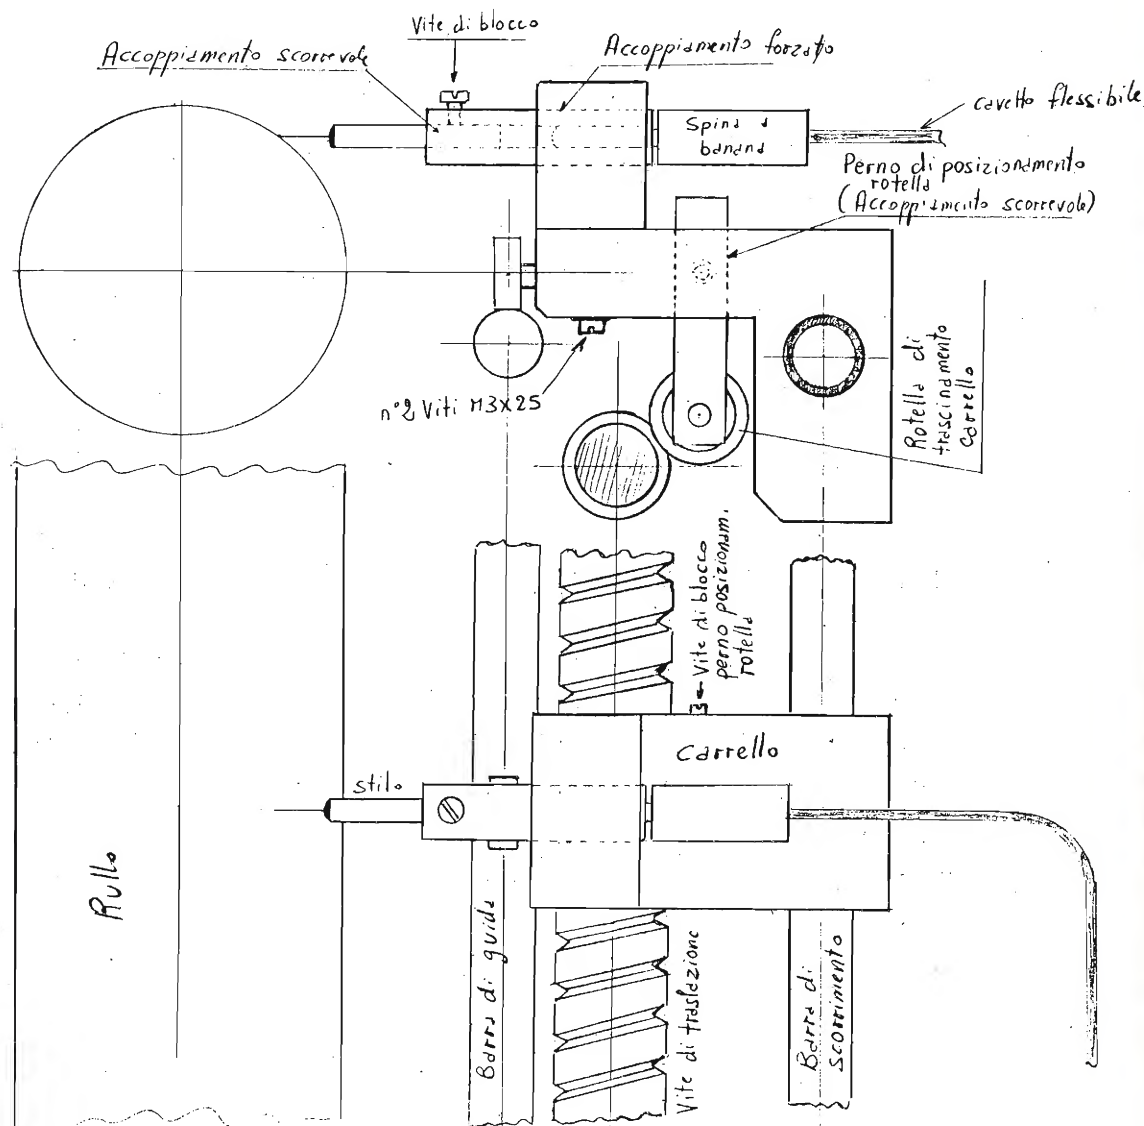 Vite di blocco
Accoppiamento scorrevole
Accoppiamento forzato
cavetto flessibile
Spina a
banana
Perno di posizionamento
rotella
(Accoppiamento scorrevole)
n°2 Viti M3x25
Rotella di
trascinamento
Carrello
Vite di blocco
perno posizionam.
rotella
Carrello
stilo
Rullo
Barra di guida
Vite di traslazione
Barra di
scorrimento